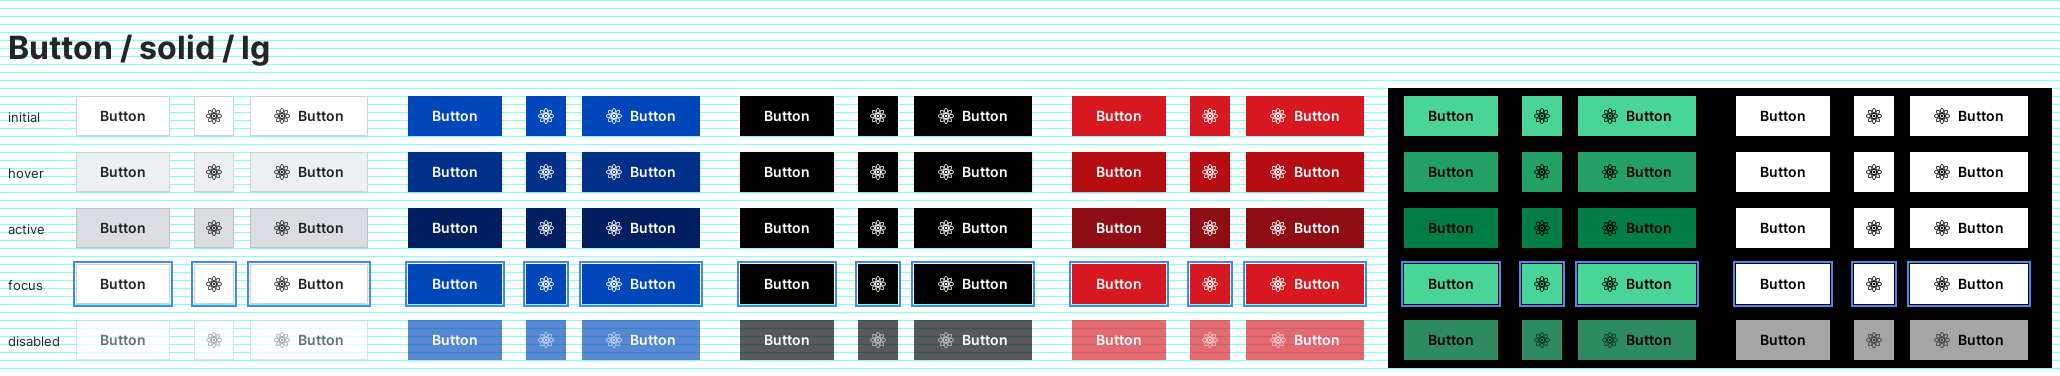 Button / solid / lg
initial Button Button Button Button Button Button Button Button Button Button Button Button
hover Button Button Button Button Button Button Button Button Button Button Button Button
active Button Button Button Button Button Button Button Button Button Button Button Button
focus Button Button Button Button Button Button Button Button Button Button Button Button
disabled Button Button Button Button Button Button Button Button Button Button Button Button